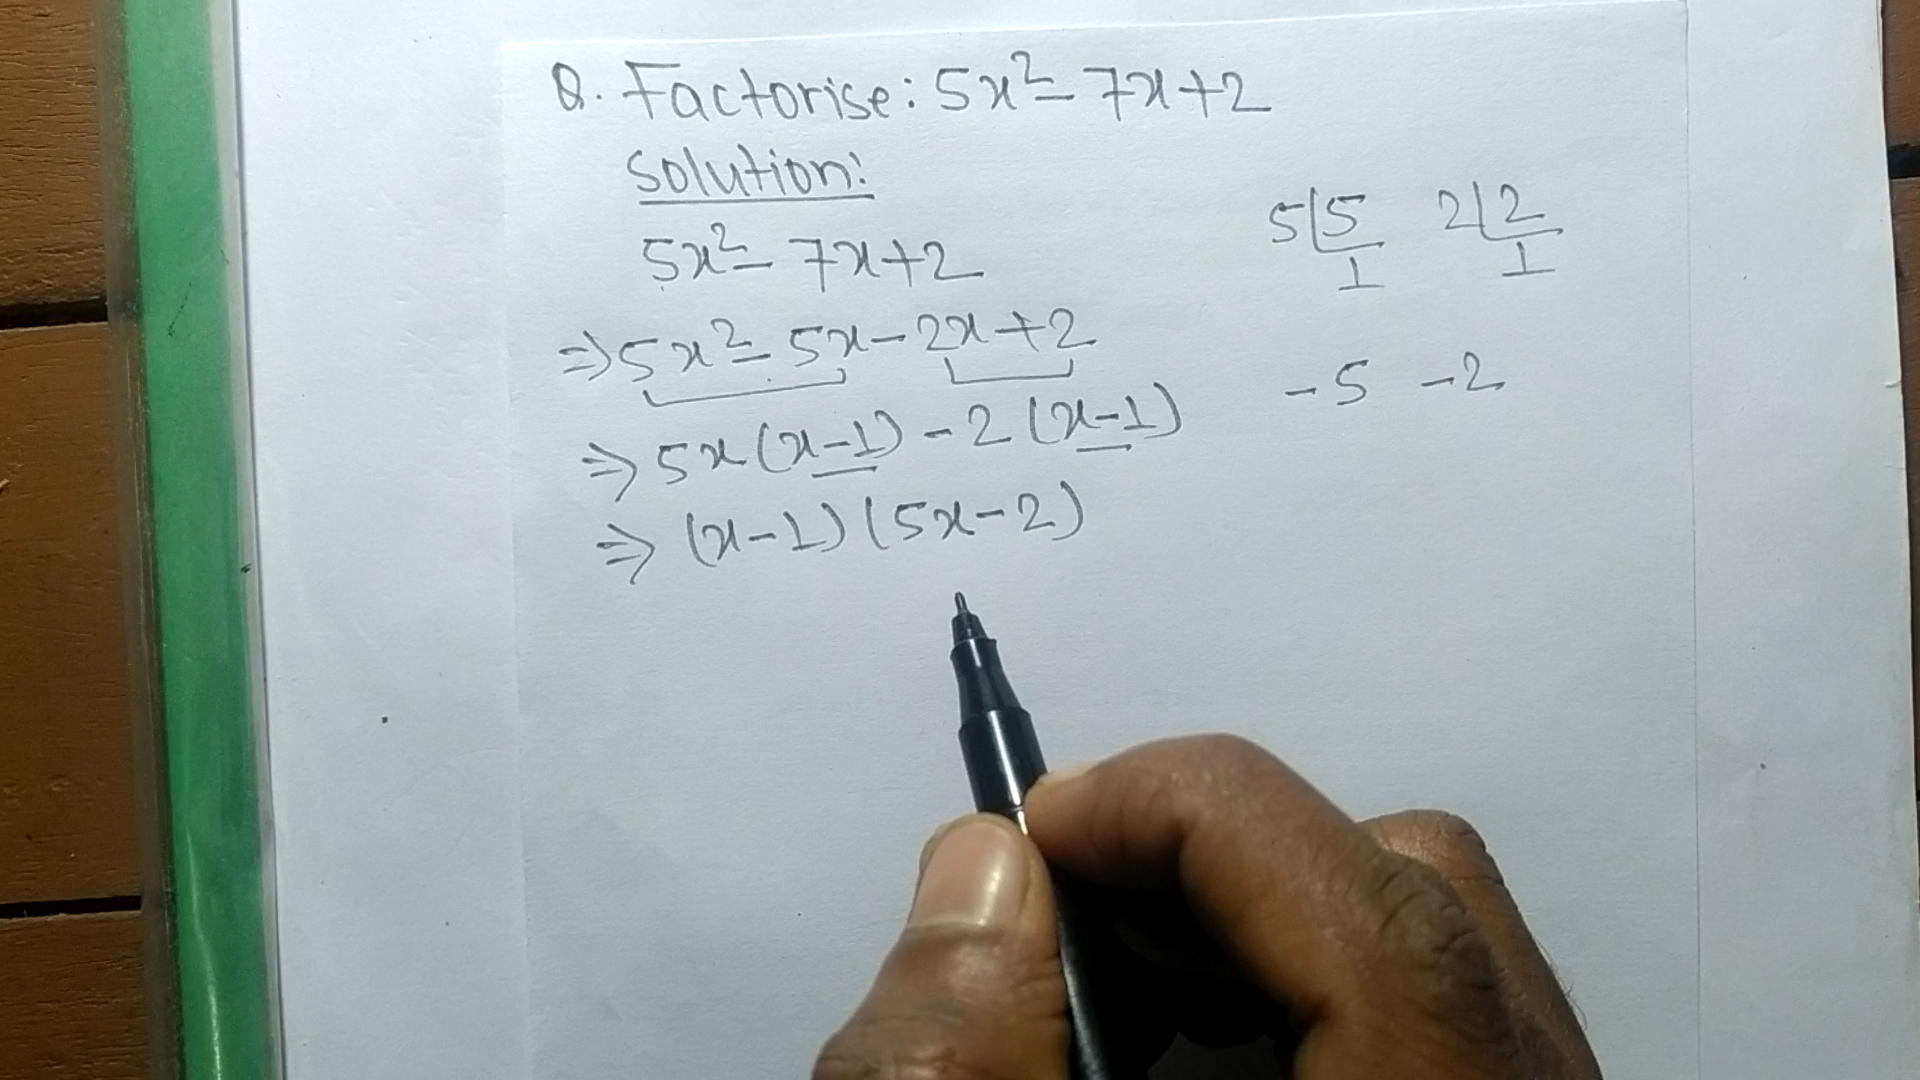 Q. Factorise: 5x² - 7x + 2
Solution:
5x² - 7x + 2
⇒ 5x² - 5x - 2x + 2
⇒ 5x (x-1) - 2 (x-1)
⇒ (x-1) (5x-2)
5|5 2|2
1 1
-5 -2